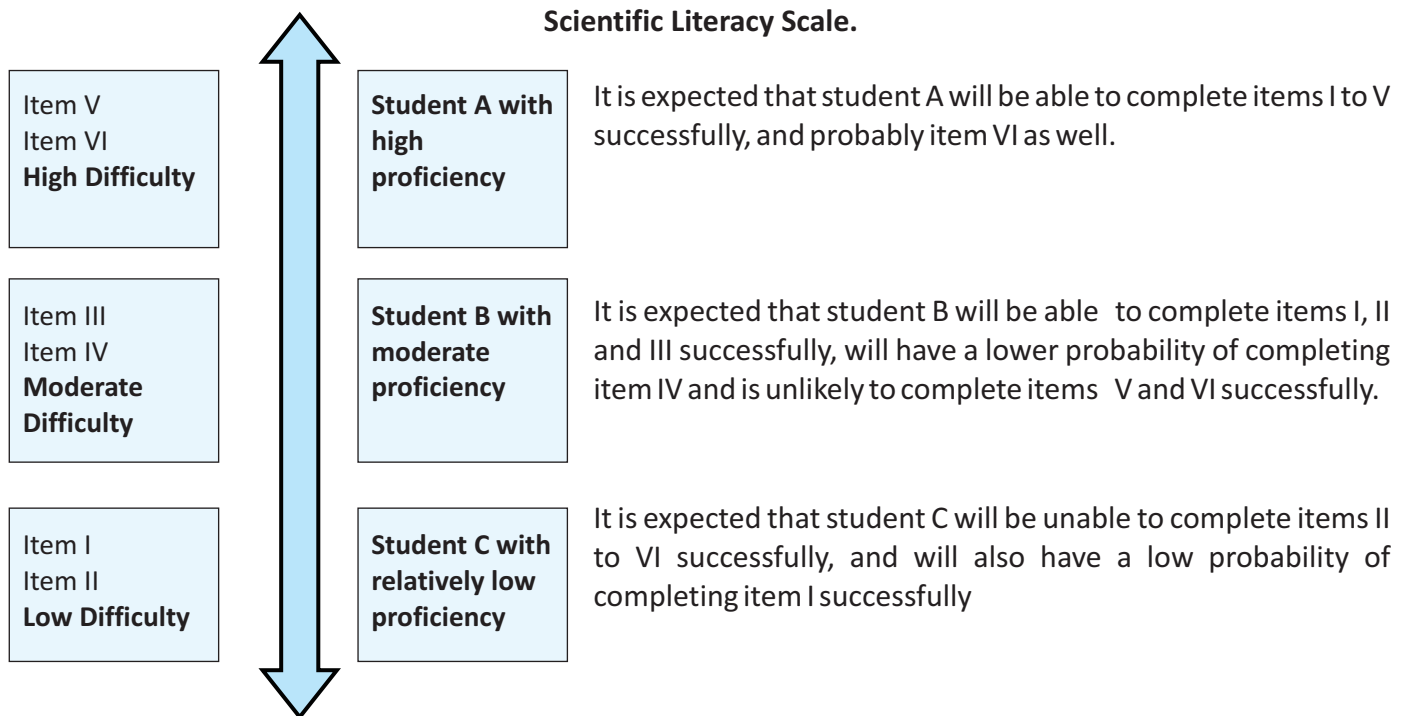 Scientific Literacy Scale.
Item V
Item VI
High Difficulty
Student A with
high
proficiency
It is expected that student A will be able to complete items I to V
successfully, and probably item VI as well.
Item III
Item IV
Moderate
Difficulty
Student B with
moderate
proficiency
It is expected that student B will be able to complete items I, II
and III successfully, will have a lower probability of completing
item IV and is unlikely to complete items V and VI successfully.
Item I
Item II
Low Difficulty
Student C with
relatively low
proficiency
It is expected that student C will be unable to complete items II
to VI successfully, and will also have a low probability of
completing item I successfully